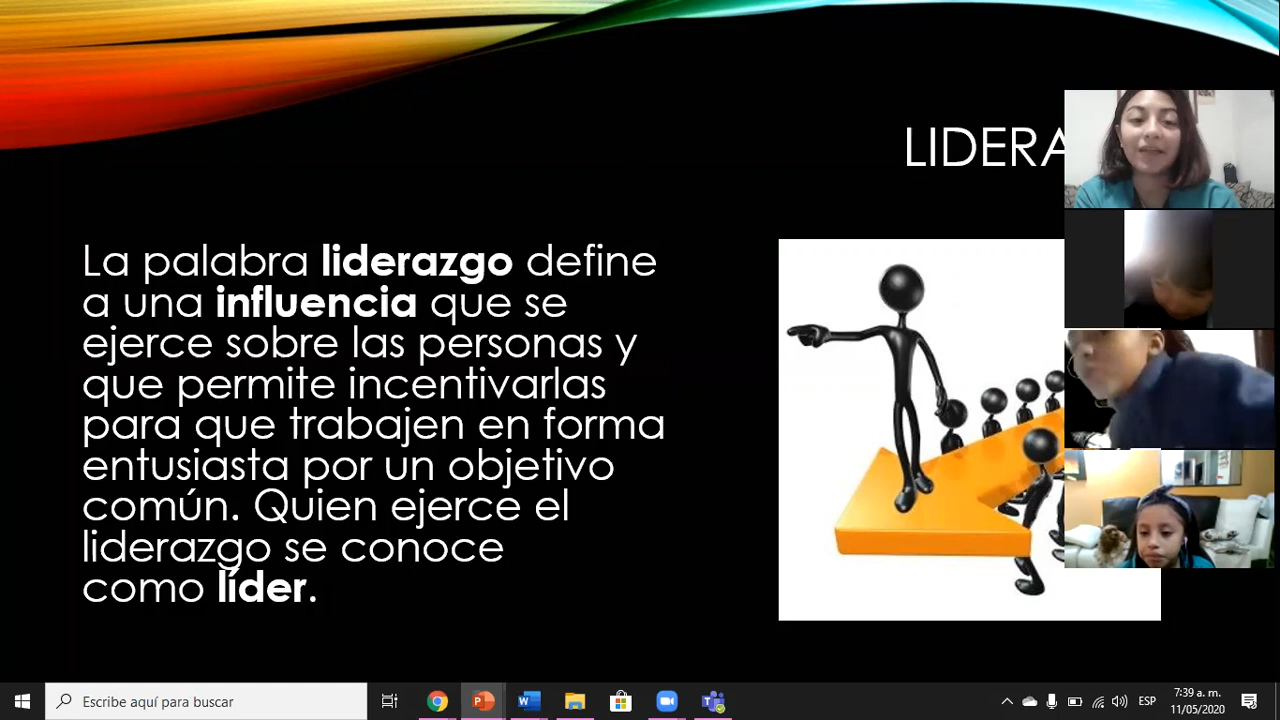 LIDERA
La palabra liderazgo define
a una influencia que se
ejerce sobre las personas y
que permite incentivarlas
para que trabajen en forma
entusiasta por un objetivo
común. Quien ejerce el
liderazgo se conoce
como líder.
Escribe aquí para buscar
ESP
7:39 a. m.
11/05/2020